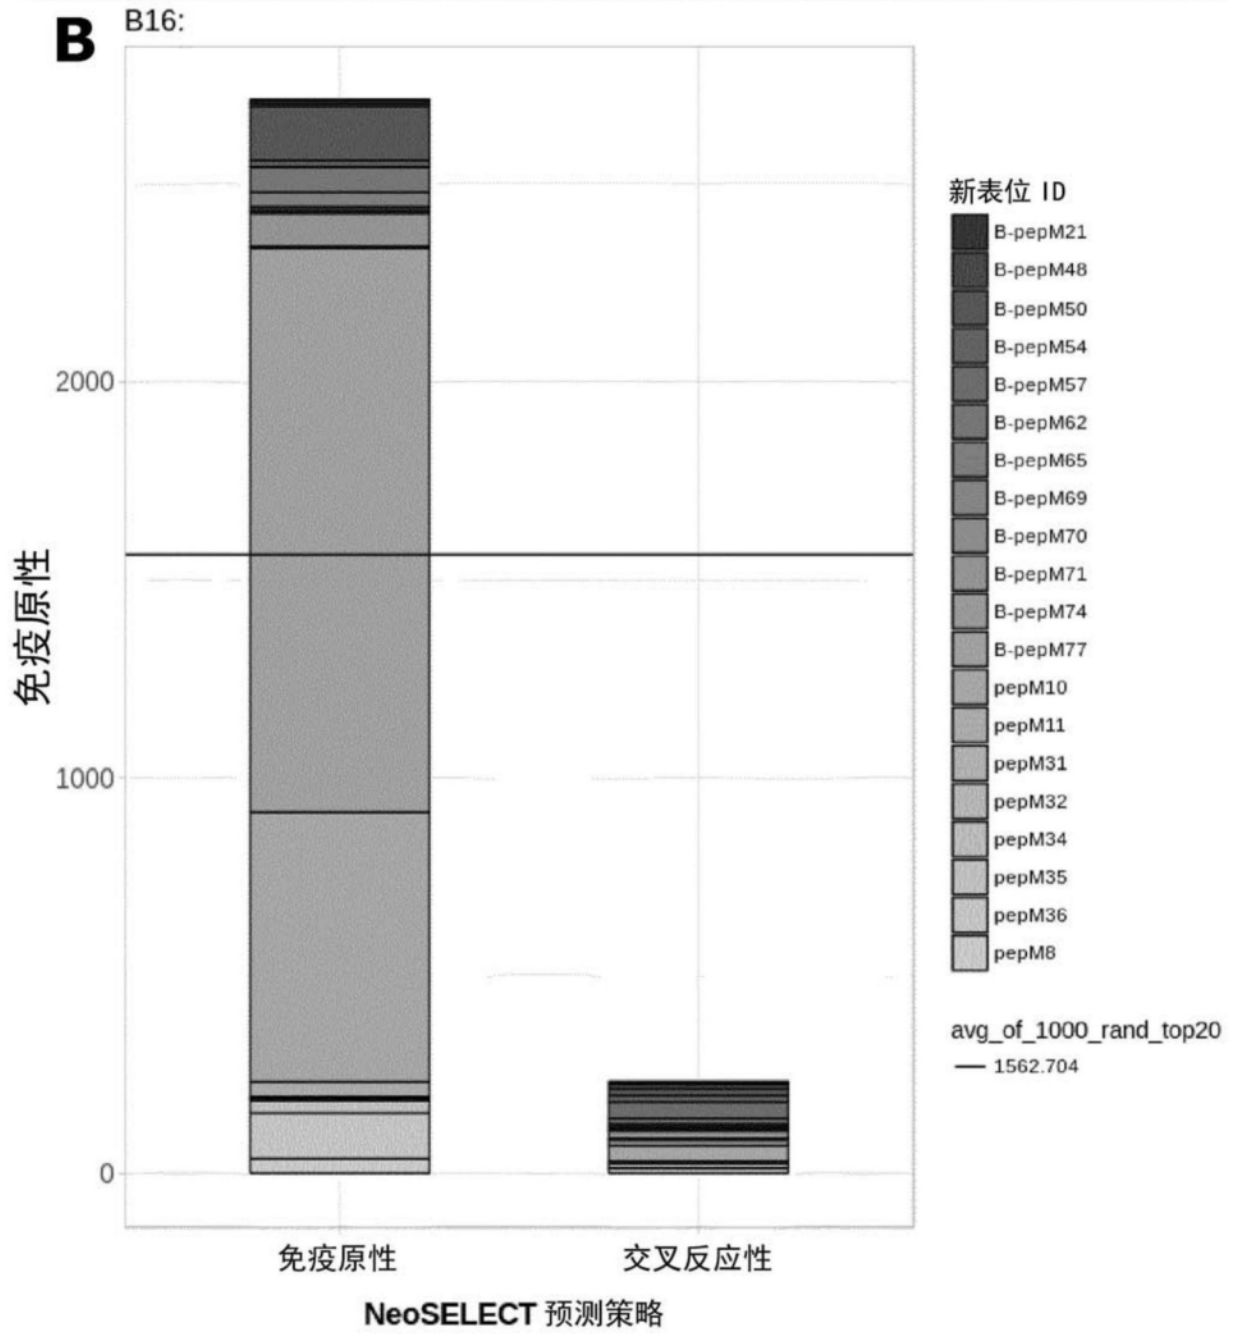 B
B16:
免疫原性
2000
1000
0
免疫原性
交叉反应性
NeoSELECT 预测策略
新表位 ID
B-pepM21
B-pepM48
B-pepM50
B-pepM54
B-pepM57
B-pepM62
B-pepM65
B-pepM69
B-pepM70
B-pepM71
B-pepM74
B-pepM77
pepM10
pepM11
pepM31
pepM32
pepM34
pepM35
pepM36
pepM8
avg_of_1000_rand_top20
1562.704